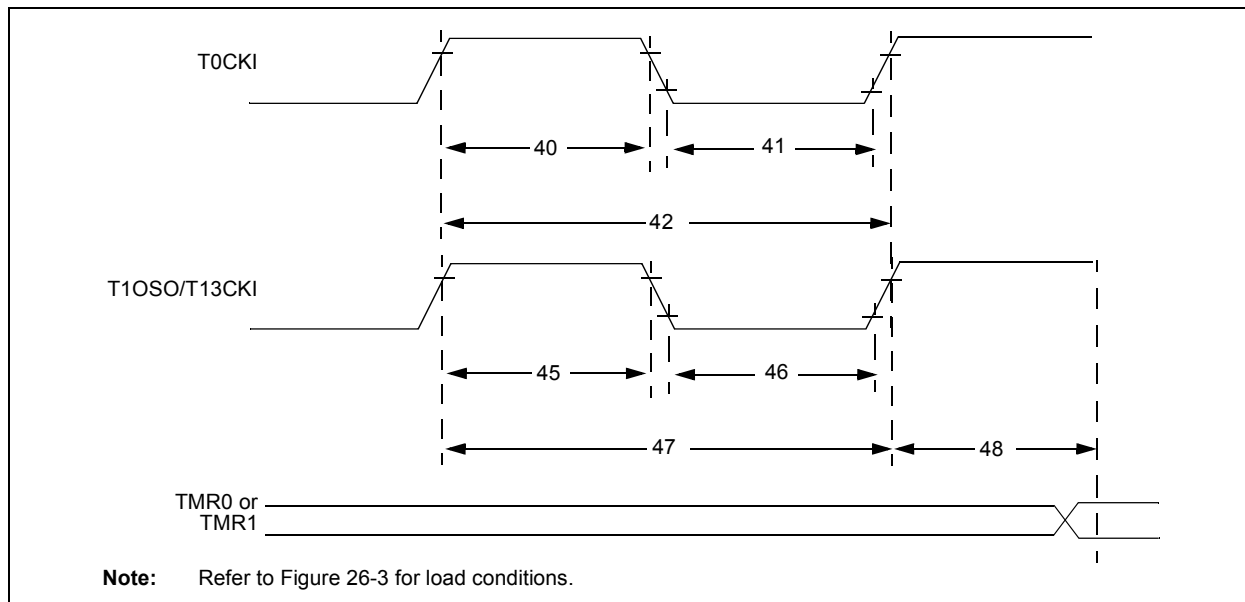 T0CKI
40
41
42
T1OSO/T13CKI
45
46
47
48
TMR0 or
TMR1
Note: Refer to Figure 26-3 for load conditions.